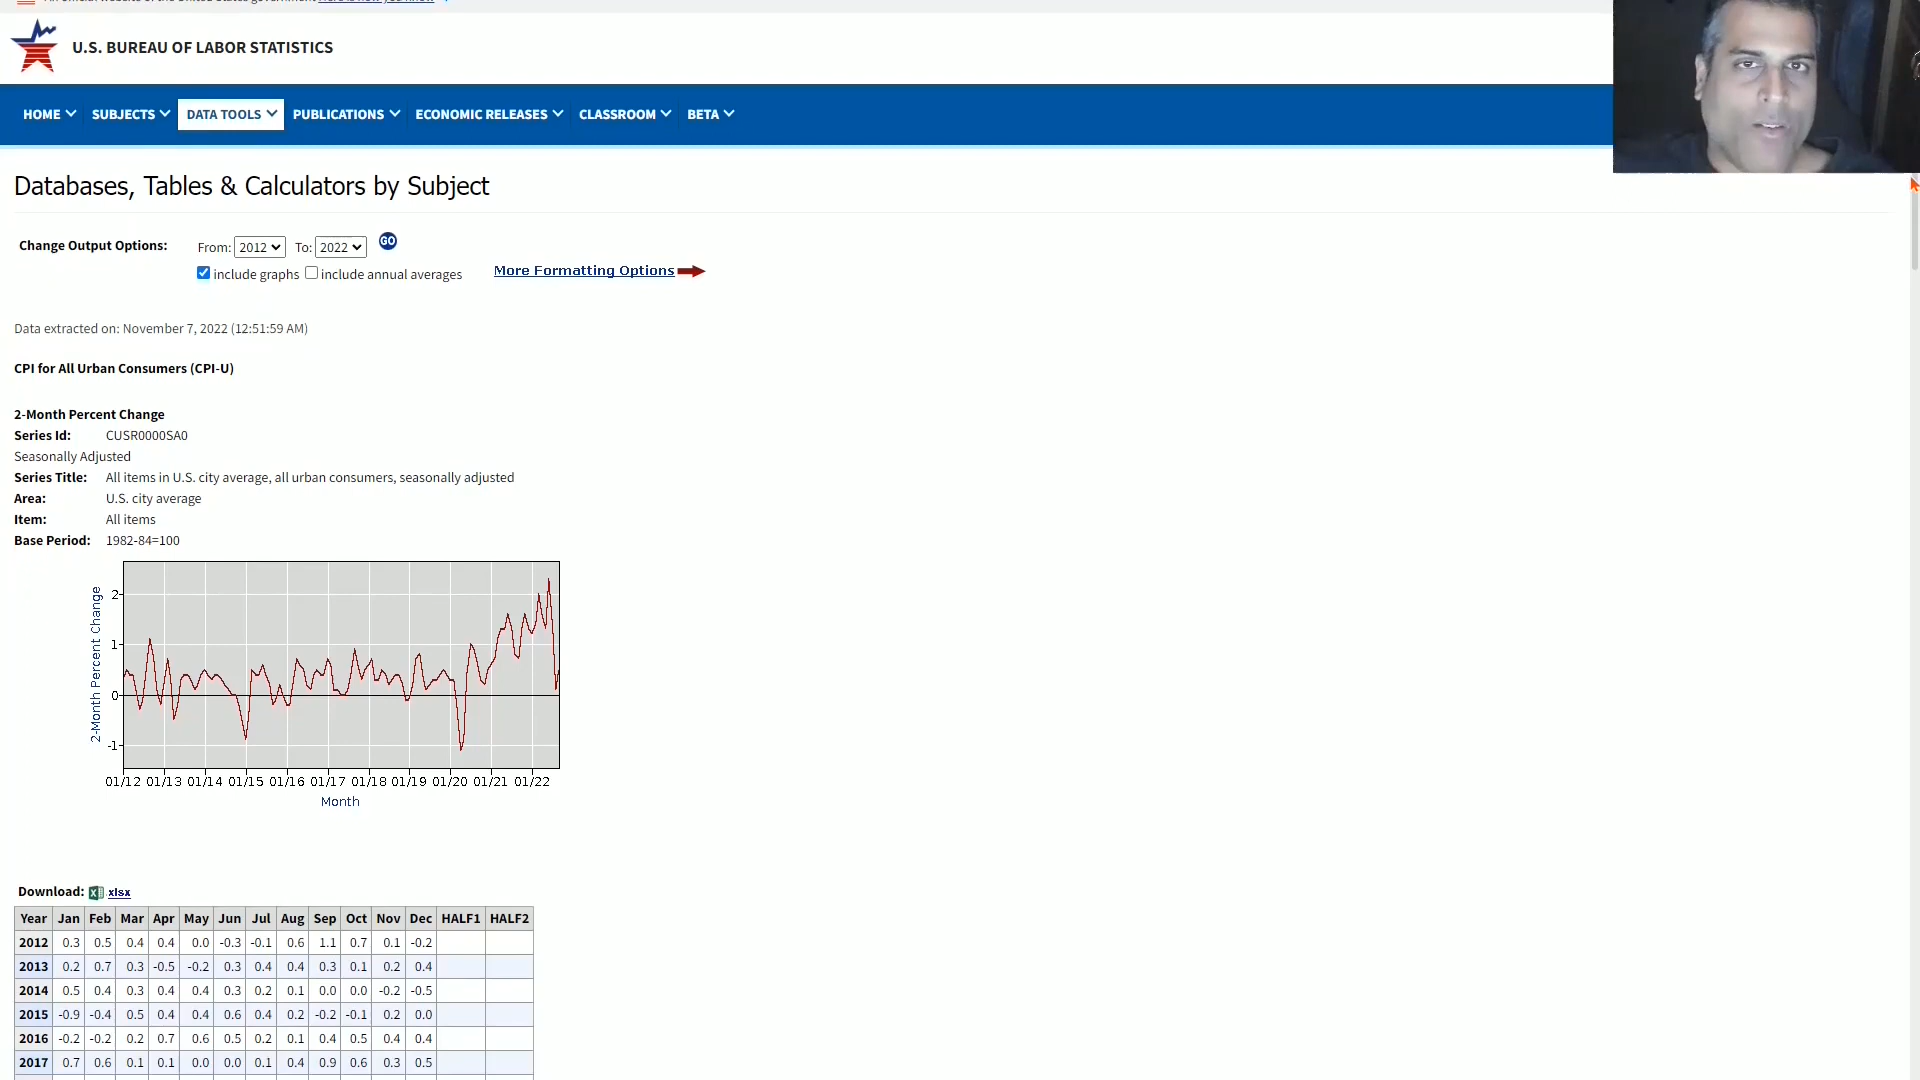 An official website of the United States government Here is how you know
U.S. BUREAU OF LABOR STATISTICS
HOME SUBJECTS DATA TOOLS PUBLICATIONS ECONOMIC RELEASES CLASSROOM BETA
Databases, Tables & Calculators by Subject
Change Output Options: From: 2012 To: 2022 GO
include graphs include annual averages More Formatting Options
Data extracted on: November 7, 2022 (12:51:59 AM)
CPI for All Urban Consumers (CPI-U)
2-Month Percent Change
Series Id: CUSR0000SA0
Seasonally Adjusted
Series Title: All items in U.S. city average, all urban consumers, seasonally adjusted
Area: U.S. city average
Item: All items
Base Period: 1982-84=100
2-Month Percent Change
2
1
0
-1
01/12 01/13 01/14 01/15 01/16 01/17 01/18 01/19 01/20 01/21 01/22
Month
Download: xlsx
Year Jan Feb Mar Apr May Jun Jul Aug Sep Oct Nov Dec HALF1 HALF2
2012 0.3 0.5 0.4 0.4 0.0 -0.3 -0.1 0.6 1.1 0.7 0.1 -0.2
2013 0.2 0.7 0.3 -0.5 -0.2 0.3 0.4 0.4 0.3 0.1 0.2 0.4
2014 0.5 0.4 0.3 0.4 0.4 0.3 0.2 0.1 0.0 0.0 -0.2 -0.5
2015 -0.9 -0.4 0.5 0.4 0.4 0.6 0.4 0.2 -0.2 -0.1 0.2 0.0
2016 -0.2 -0.2 0.2 0.7 0.6 0.5 0.2 0.1 0.4 0.5 0.4 0.4
2017 0.7 0.6 0.1 0.1 0.0 0.0 0.1 0.4 0.9 0.6 0.3 0.5